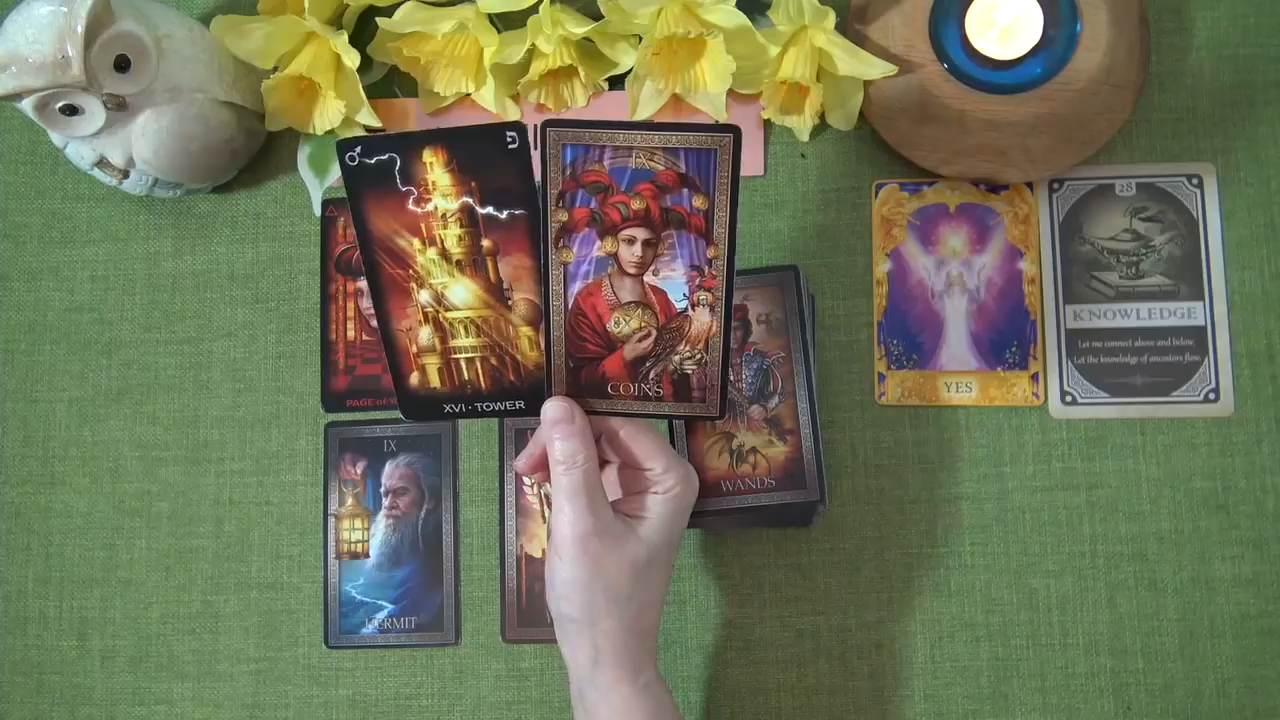 IX
XVI · TOWER
COINS
PAGE OF
YES
28
KNOWLEDGE
Let me connect above and below.
Let the knowledge of ancestors flow.
IX
HERMIT
WANDS